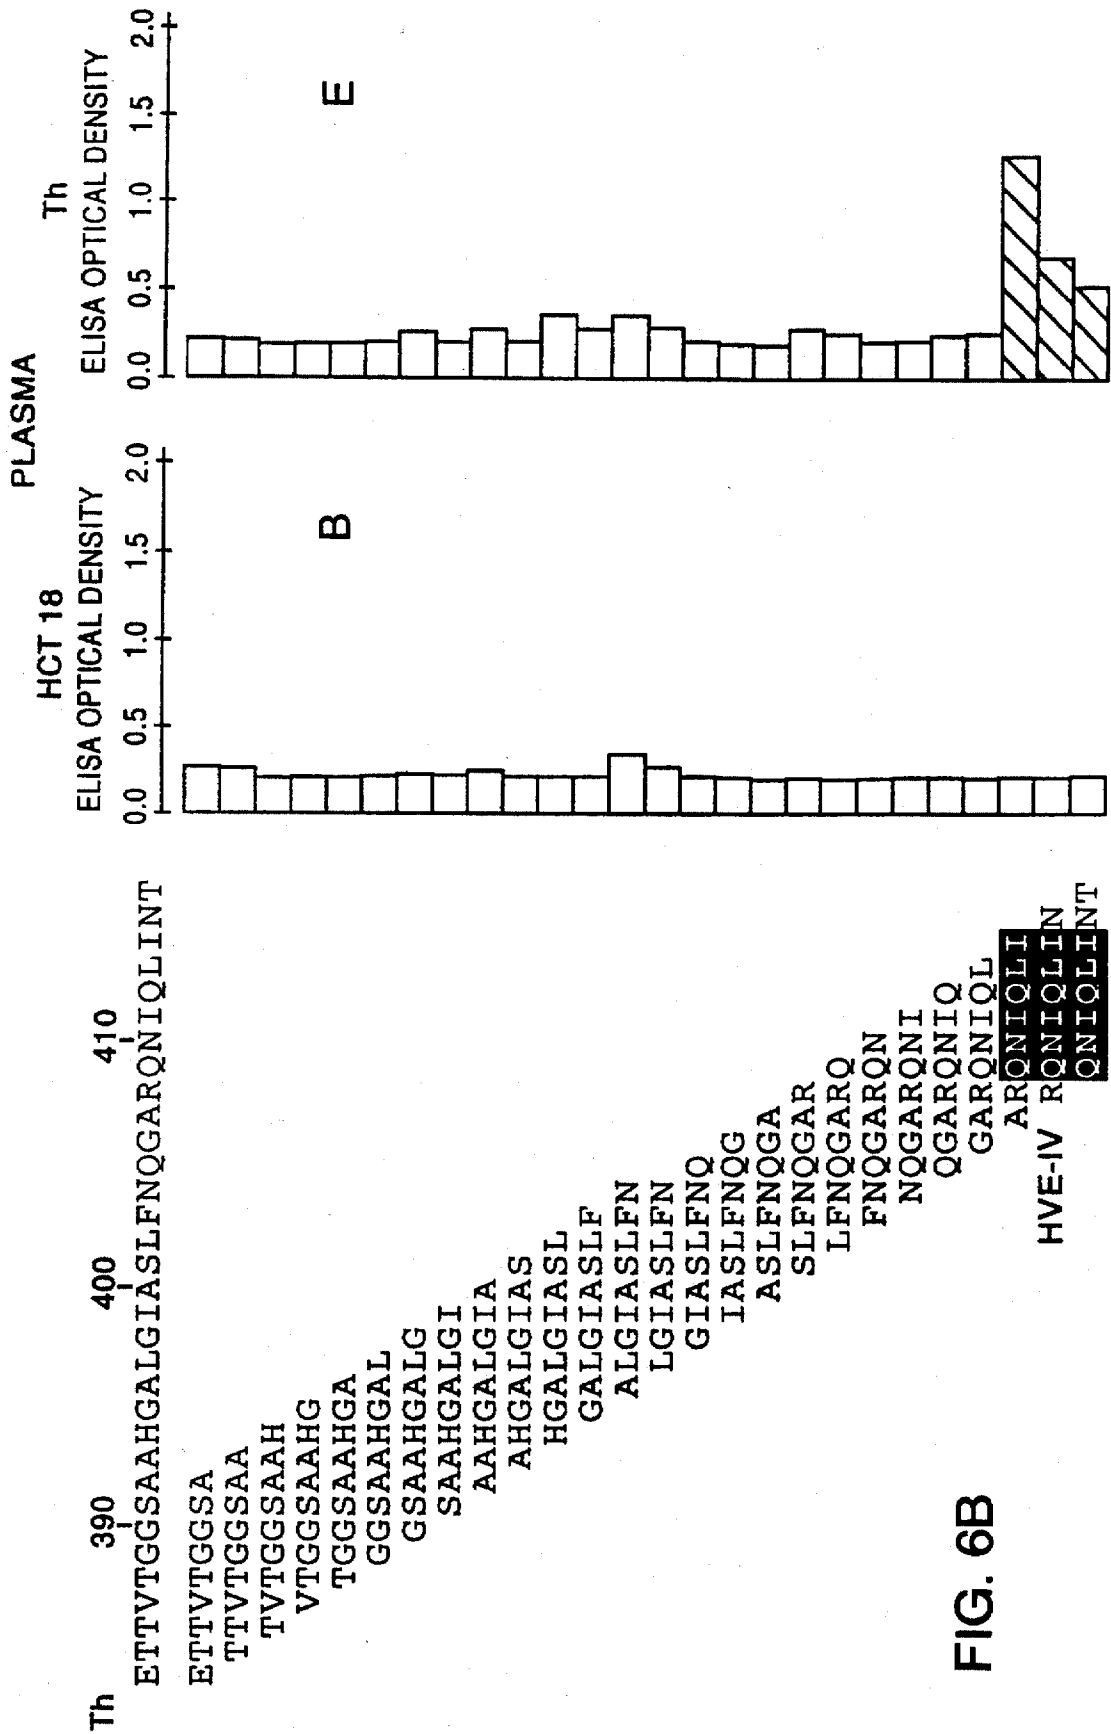 PLASMA
HCT 18
ELISA OPTICAL DENSITY
0.0 0.5 1.0 1.5 2.0
B
Th
ELISA OPTICAL DENSITY
0.0 0.5 1.0 1.5 2.0
E
Th
390 400 410
ETTVTGGSAAHGALGIASLFNQGARQNIQLINT
ETTVTGGSA
TTVTGGSAA
TVTGGSAAH
VTGGSAAHG
TGGSAAHGA
GGSAAHGAL
GSAAHGALG
SAAHGALGI
AAHGALGIA
AHGALGIAS
HGALGIASL
GALGIASLF
ALGIASLFN
LGIASLFN
GIASLFNQ
IASLFNQG
ASLFNQGA
SLFNQGAR
LFNQGARQ
FNQGARQN
NQGARQNI
QGARQNIQ
GARQNIQL
ARQNIQLI
HVE-IV RQNIQLIN
QNIQLINT
FIG. 6B